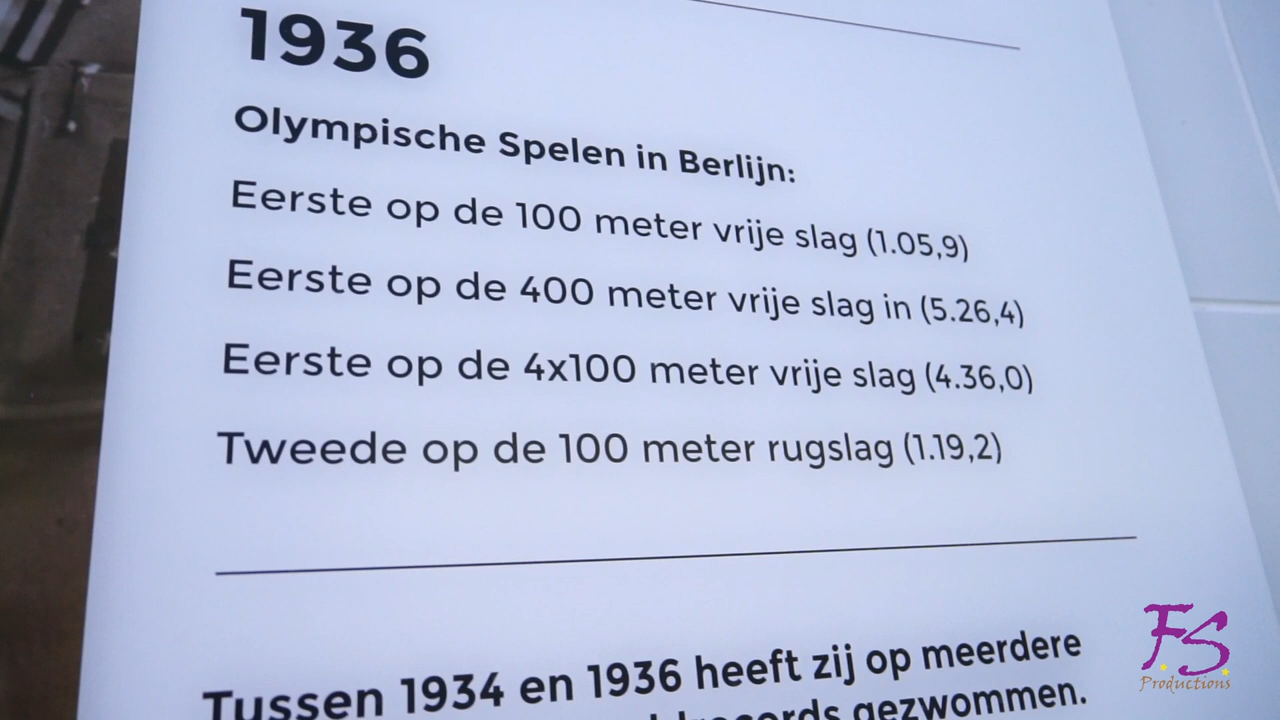 1936
Olympische Spelen in Berlijn:
Eerste op de 100 meter vrije slag (1.05,9)
Eerste op de 400 meter vrije slag in (5.26,4)
Eerste op de 4x100 meter vrije slag (4.36,0)
Tweede op de 100 meter rugslag (1.19,2)
Tussen 1934 en 1936 heeft zij op meerdere
gezwommen.
F.S.
Productions